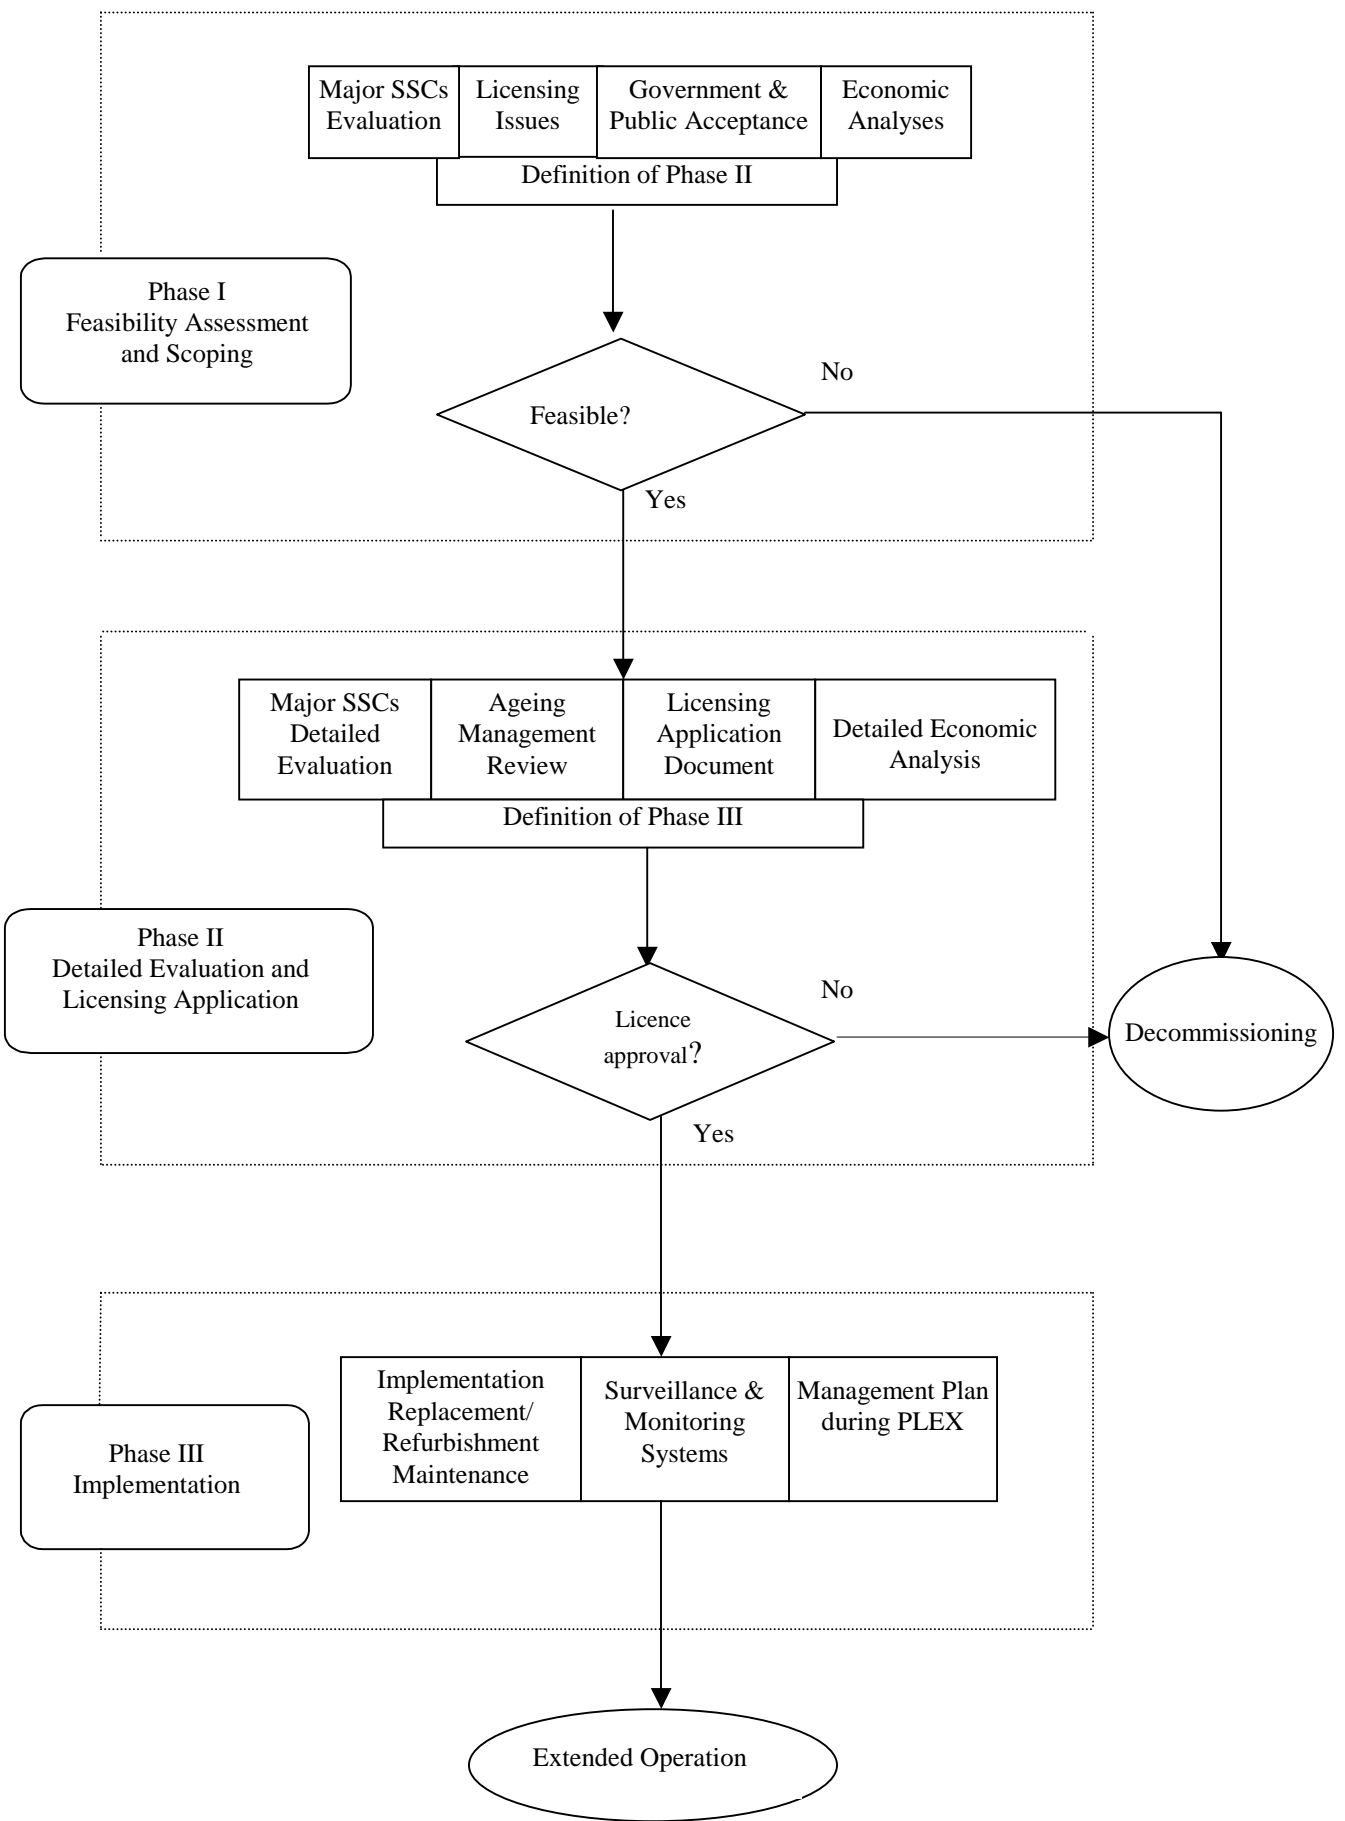 Major SSCs
Evaluation
Licensing
Issues
Government &
Public Acceptance
Economic
Analyses
Definition of Phase II
Phase I
Feasibility Assessment
and Scoping
No
Feasible?
Yes
Major SSCs
Detailed
Evaluation
Ageing
Management
Review
Licensing
Application
Document
Detailed Economic
Analysis
Definition of Phase III
Phase II
Detailed Evaluation and
Licensing Application
No
Licence
approval?
Decommissioning
Yes
Implementation
Replacement/
Refurbishment
Maintenance
Surveillance &
Monitoring
Systems
Management Plan
during PLEX
Phase III
Implementation
Extended Operation